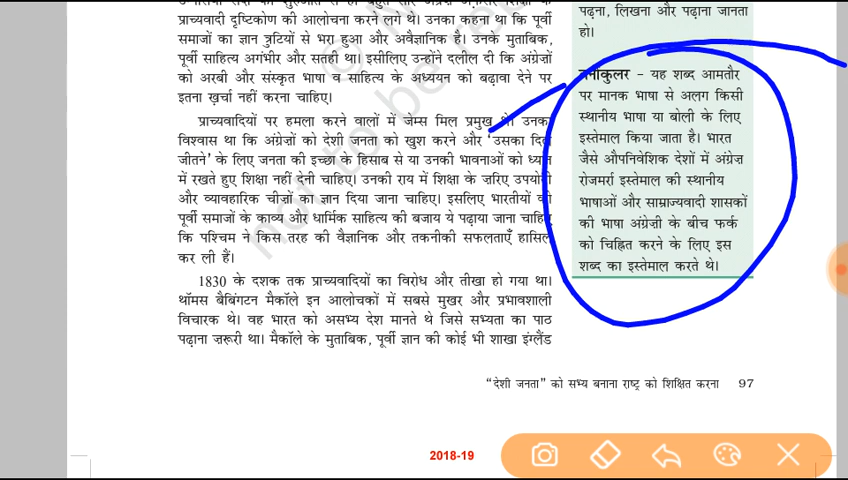 प्राच्यवादी दृष्टिकोण की आलोचना करने लगे थे। उनका कहना था कि पूर्वी
समाजों का ज्ञान त्रुटियों से भरा हुआ और अवैज्ञानिक है। उनके मुताबिक,
पूर्वी साहित्य अगंभीर और सतही था। इसीलिए उन्होंने दलील दी कि अंग्रेज़ों
को अरबी और संस्कृत भाषा व साहित्य के अध्ययन को बढ़ावा देने पर
इतना ख़र्चा नहीं करना चाहिए।
प्राच्यवादियों पर हमला करने वालों में जेम्स मिल प्रमुख थे। उनका
विश्वास था कि अंग्रेज़ों को देशी जनता को खुश करने और 'उसका दिल
जीतने' के लिए जनता की इच्छा के हिसाब से या उनकी भावनाओं को ध्यान
में रखते हुए शिक्षा नहीं देनी चाहिए। उनकी राय में शिक्षा के ज़रिए उपयोगी
और व्यावहारिक चीज़ों का ज्ञान दिया जाना चाहिए। इसलिए भारतीयों को
पूर्वी समाजों के काव्य और धार्मिक साहित्य की बजाय ये पढ़ाया जाना चाहिए
कि पश्चिम ने किस तरह की वैज्ञानिक और तकनीकी सफलताएँ हासिल
कर ली हैं।
1830 के दशक तक प्राच्यवादियों का विरोध और तीखा हो गया था।
थॉमस बैबिंगटन मैकॉले इन आलोचकों में सबसे मुखर और प्रभावशाली
विचारक थे। वह भारत को असभ्य देश मानते थे जिसे सभ्यता का पाठ
पढ़ाना ज़रूरी था। मैकॉले के मुताबिक, पूर्वी ज्ञान की कोई भी शाखा इंग्लैंड
पढ़ना, लिखना और पढ़ाना जानता
हो।
वर्नाकुलर – यह शब्द आमतौर
पर मानक भाषा से अलग किसी
स्थानीय भाषा या बोली के लिए
इस्तेमाल किया जाता है। भारत
जैसे औपनिवेशिक देशों में अंग्रेज़
रोज़मर्रा इस्तेमाल की स्थानीय
भाषाओं और साम्राज्यवादी शासकों
की भाषा अंग्रेज़ी के बीच फर्क
को चिह्नित करने के लिए इस
शब्द का इस्तेमाल करते थे।
"देशी जनता" को सभ्य बनाना राष्ट्र को शिक्षित करना 97
2018-19